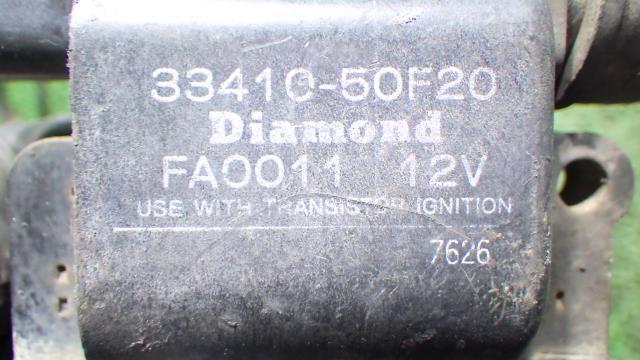 33410-50F20
Diamond
FA0011 12V
USE WITH TRANSISTOR IGNITION
7626